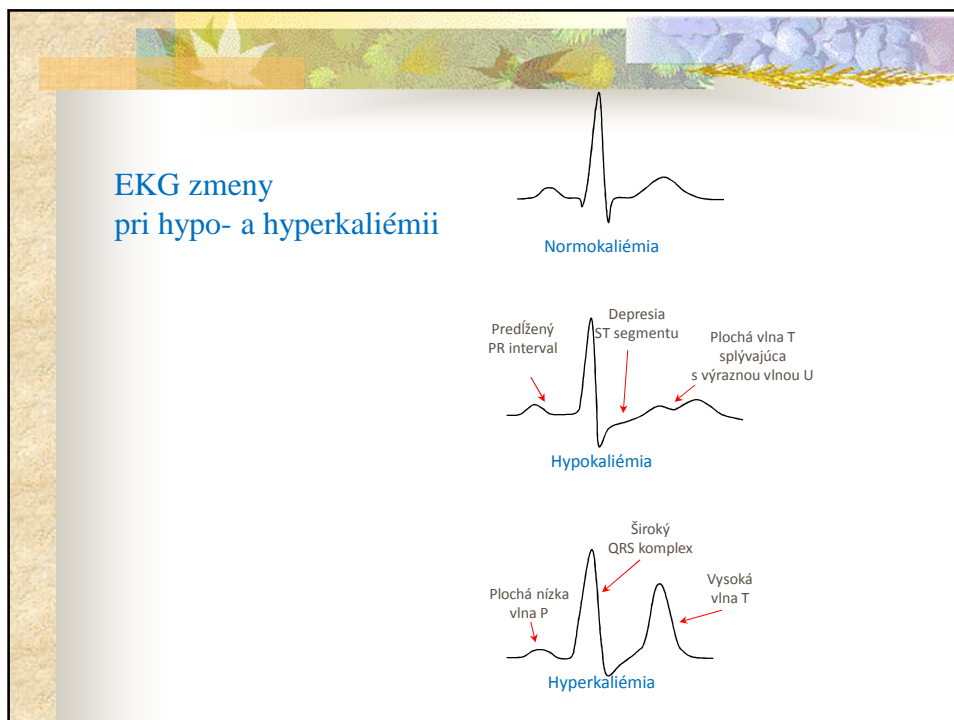 EKG zmeny
pri hypo- a hyperkaliémii
Normokaliémia
Predĺžený
PR interval
Depresia
ST segmentu
Plochá vlna T
splývajúca
s výraznou vlnou U
Hypokaliémia
Široký
QRS komplex
Plochá nízka
vlna P
Vysoká
vlna T
Hyperkaliémia